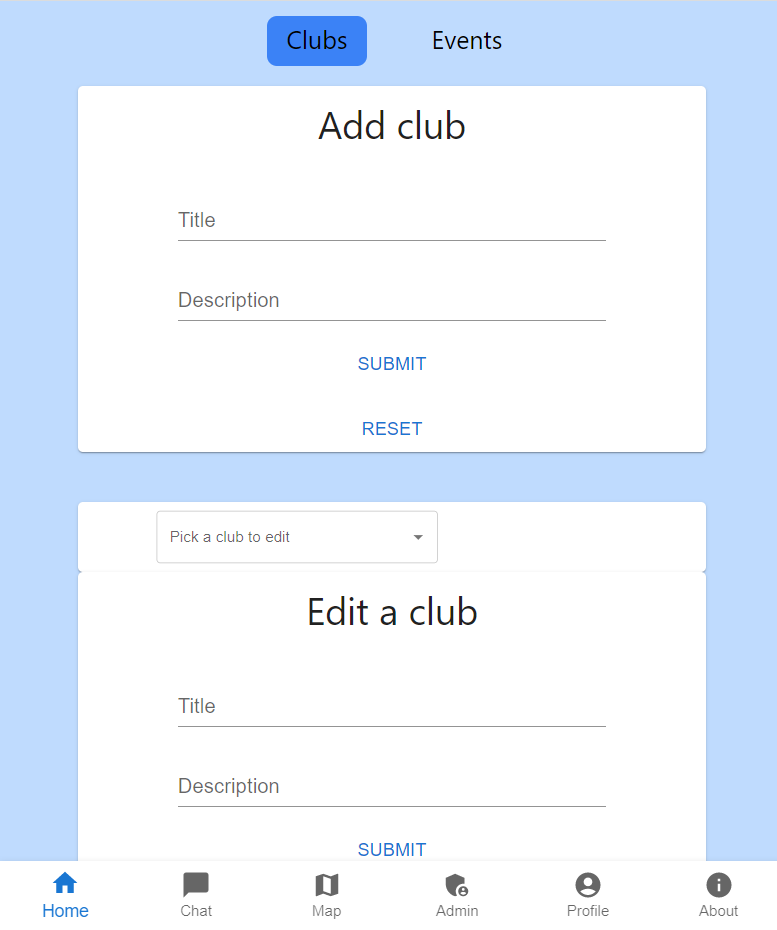 Clubs Events
Add club
Title
Description
SUBMIT
RESET
Pick a club to edit
Edit a club
Title
Description
SUBMIT
Home Chat Map Admin Profile About